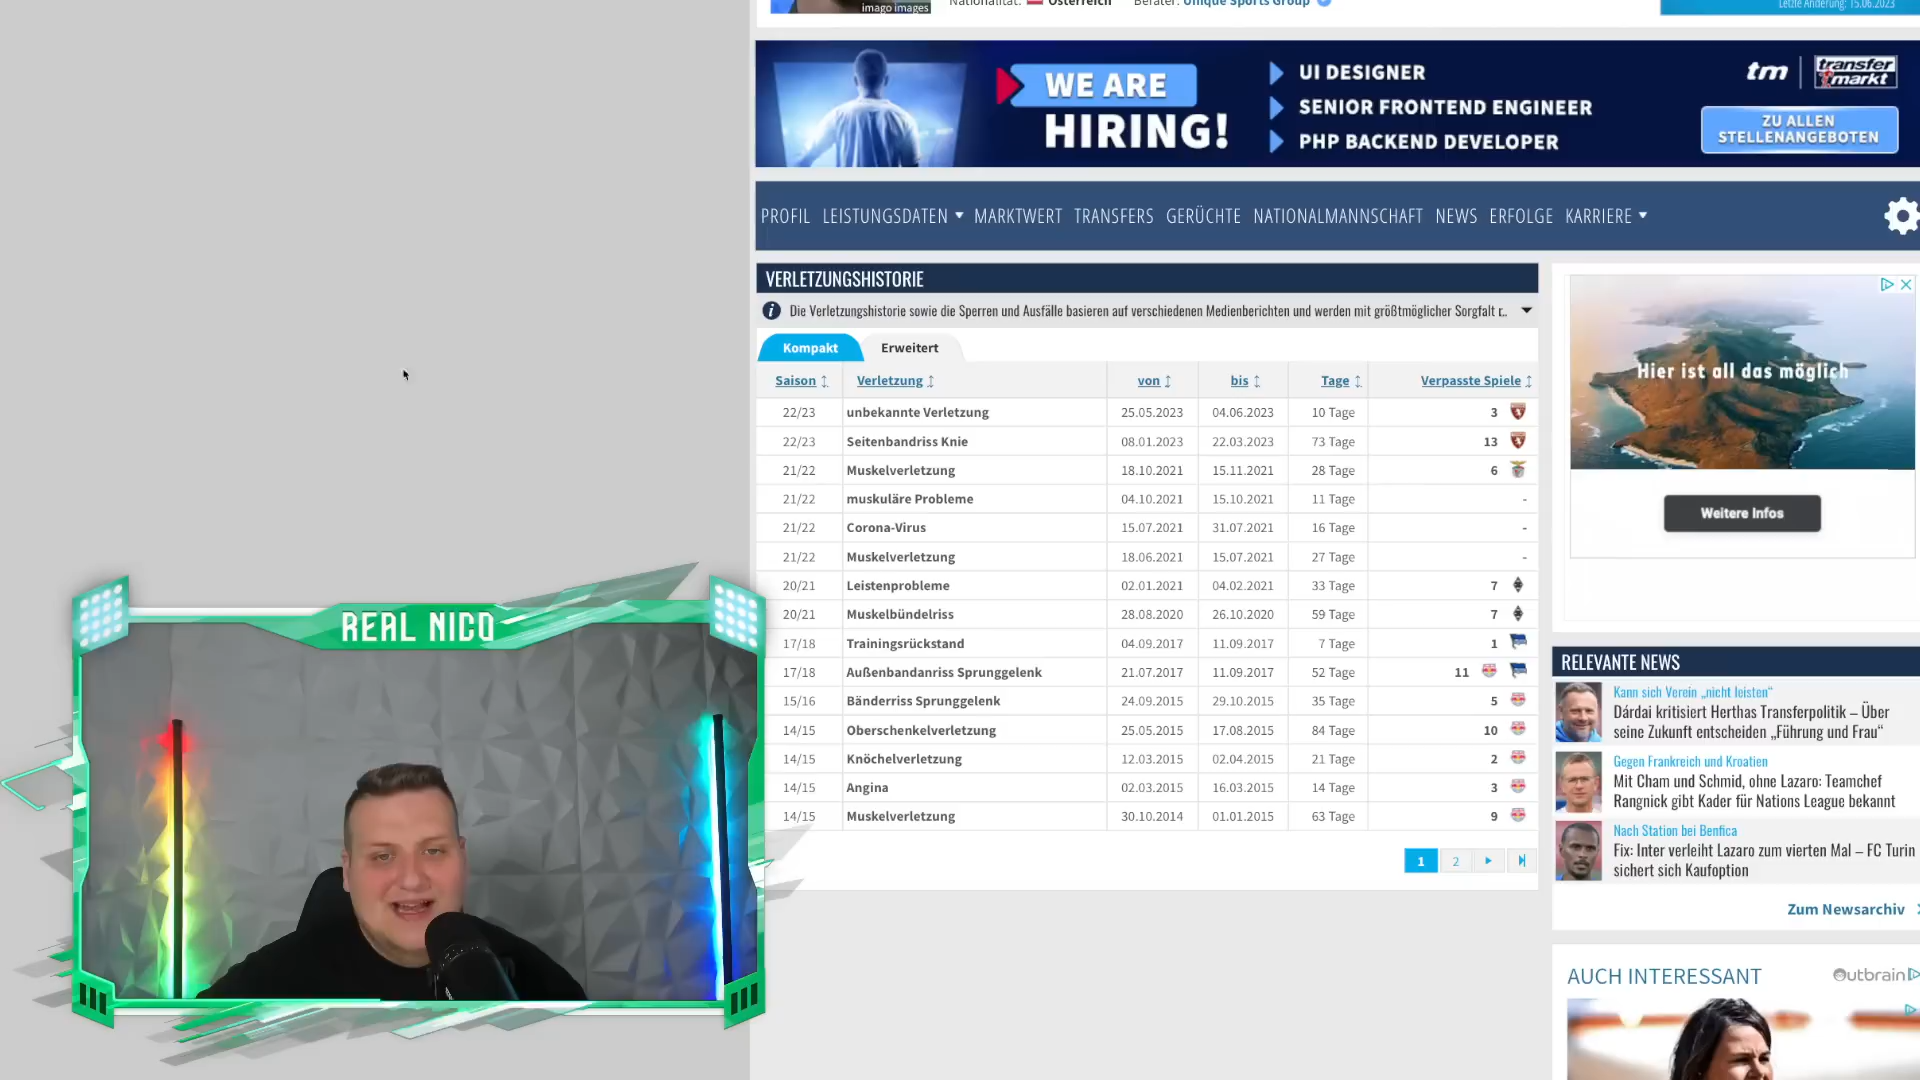 imago images
Nationalität: Österreich Berater: Unique Sports Group
Letzte Änderung: 15.06.2023
WE ARE
HIRING!
UI DESIGNER
SENIOR FRONTEND ENGINEER
PHP BACKEND DEVELOPER
tm transfer
markt
ZU ALLEN
STELLENANGEBOTEN
PROFIL LEISTUNGSDATEN MARKTWERT TRANSFERS GERÜCHTE NATIONALMANNSCHAFT NEWS ERFOLGE KARRIERE
VERLETZUNGSHISTORIE
Die Verletzungshistorie sowie die Sperren und Ausfälle basieren auf verschiedenen Medienberichten und werden mit größtmöglicher Sorgfalt r..
Kompakt Erweitert
Saison Verletzung von bis Tage Verpasste Spiele
22/23 unbekannte Verletzung 25.05.2023 04.06.2023 10 Tage 3
22/23 Seitenbandriss Knie 08.01.2023 22.03.2023 73 Tage 13
21/22 Muskelverletzung 18.10.2021 15.11.2021 28 Tage 6
21/22 muskuläre Probleme 04.10.2021 15.10.2021 11 Tage -
21/22 Corona-Virus 15.07.2021 31.07.2021 16 Tage -
21/22 Muskelverletzung 18.06.2021 15.07.2021 27 Tage -
20/21 Leistenprobleme 02.01.2021 04.02.2021 33 Tage 7
20/21 Muskelbündelriss 28.08.2020 26.10.2020 59 Tage 7
17/18 Trainingsrückstand 04.09.2017 11.09.2017 7 Tage 1
17/18 Außenbandanriss Sprunggelenk 21.07.2017 11.09.2017 52 Tage 11
15/16 Bänderriss Sprunggelenk 24.09.2015 29.10.2015 35 Tage 5
14/15 Oberschenkelverletzung 25.05.2015 17.08.2015 84 Tage 10
14/15 Knöchelverletzung 12.03.2015 02.04.2015 21 Tage 2
14/15 Angina 02.03.2015 16.03.2015 14 Tage 3
14/15 Muskelverletzung 30.10.2014 01.01.2015 63 Tage 9
1 2
Hier ist all das möglich
Weitere Infos
RELEVANTE NEWS
Kann sich Verein „nicht leisten“
Dárdai kritisiert Herthas Transferpolitik – Über
seine Zukunft entscheiden „Führung und Frau“
Gegen Frankreich und Kroatien
Mit Cham und Schmid, ohne Lazaro: Teamchef
Rangnick gibt Kader für Nations League bekannt
Nach Station bei Benfica
Fix: Inter verleiht Lazaro zum vierten Mal – FC Turin
sichert sich Kaufoption
Zum Newsarchiv
AUCH INTERESSANT
Outbrain
REAL NICO